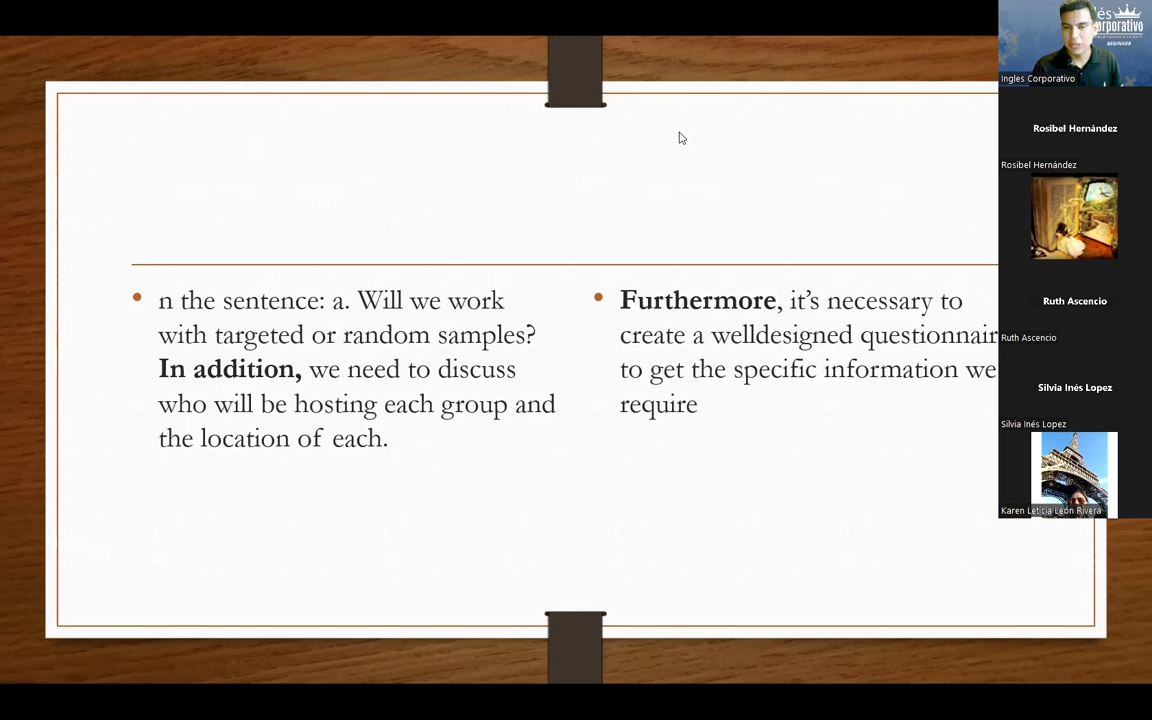 n the sentence: a. Will we work
with targeted or random samples?
In addition, we need to discuss
who will be hosting each group and
the location of each.
Furthermore, it’s necessary to
create a welldesigned questionnair
to get the specific information we
require
és
orporativo
BEGINNER
Ingles Corporativo
Rosibel Hernández
Rosibel Hernández
Ruth Ascencio
Ruth Ascencio
Silvia Inés Lopez
Silvia Inés Lopez
Karen Leticia León Rivera